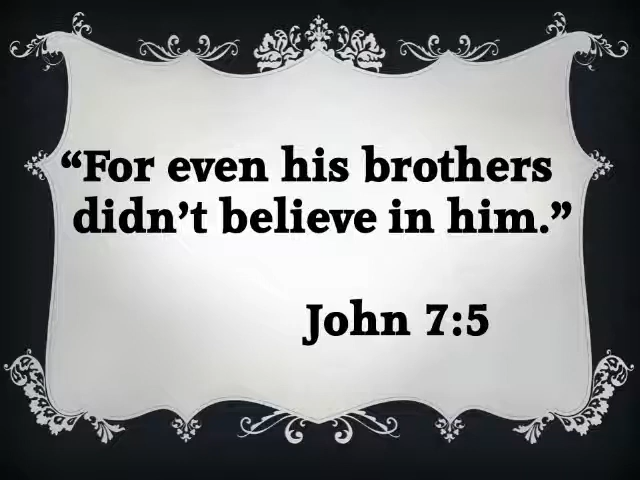 “For even his brothers
didn’t believe in him.”
John 7:5